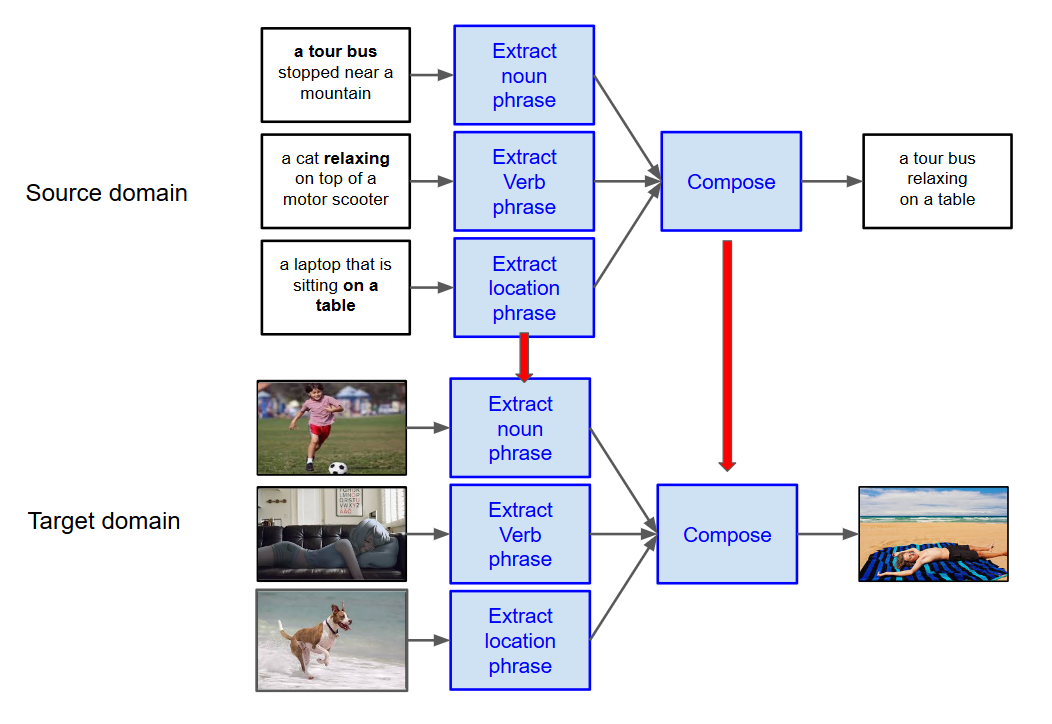 a tour bus
stopped near a
mountain
Extract
noun
phrase
Source domain
a cat relaxing
on top of a
motor scooter
Extract
Verb
phrase
Compose
a tour bus
relaxing
on a table
a laptop that is
sitting on a
table
Extract
location
phrase
Extract
noun
phrase
Target domain
Extract
Verb
phrase
Compose
Extract
location
phrase